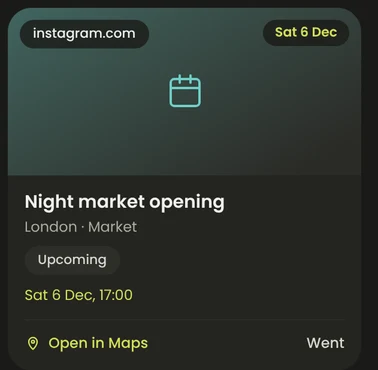 instagram.com
Sat 6 Dec
Night market opening
London · Market
Upcoming
Sat 6 Dec, 17:00
Open in Maps
Went